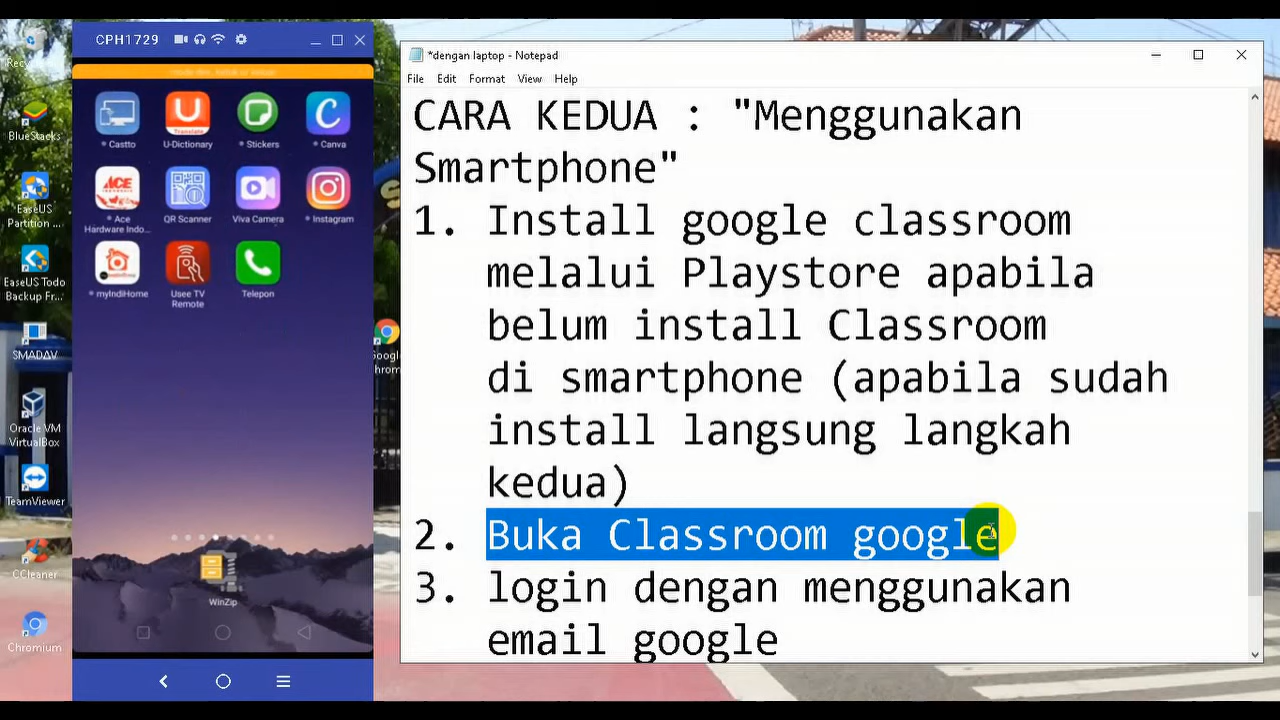 CPH1729
Recycle
BlueStacks
EaseUS
Partition ...
EaseUS Todo
Backup Fr...
SMADAV
Oracle VM
VirtualBox
TeamViewer
CCleaner
Chromium
* Castto
U-Dictionary
* Stickers
* Canva
* Ace
Hardware Indo...
QR Scanner
Viva Camera
* Instagram
* myIndiHome
Usee TV
Remote
Telepon
WinZip
*dengan laptop - Notepad
File Edit Format View Help
CARA KEDUA : "Menggunakan
Smartphone"
1. Install google classroom
melalui Playstore apabila
belum install Classroom
di smartphone (apabila sudah
install langsung langkah
kedua)
2. Buka Classroom google
3. login dengan menggunakan
email google